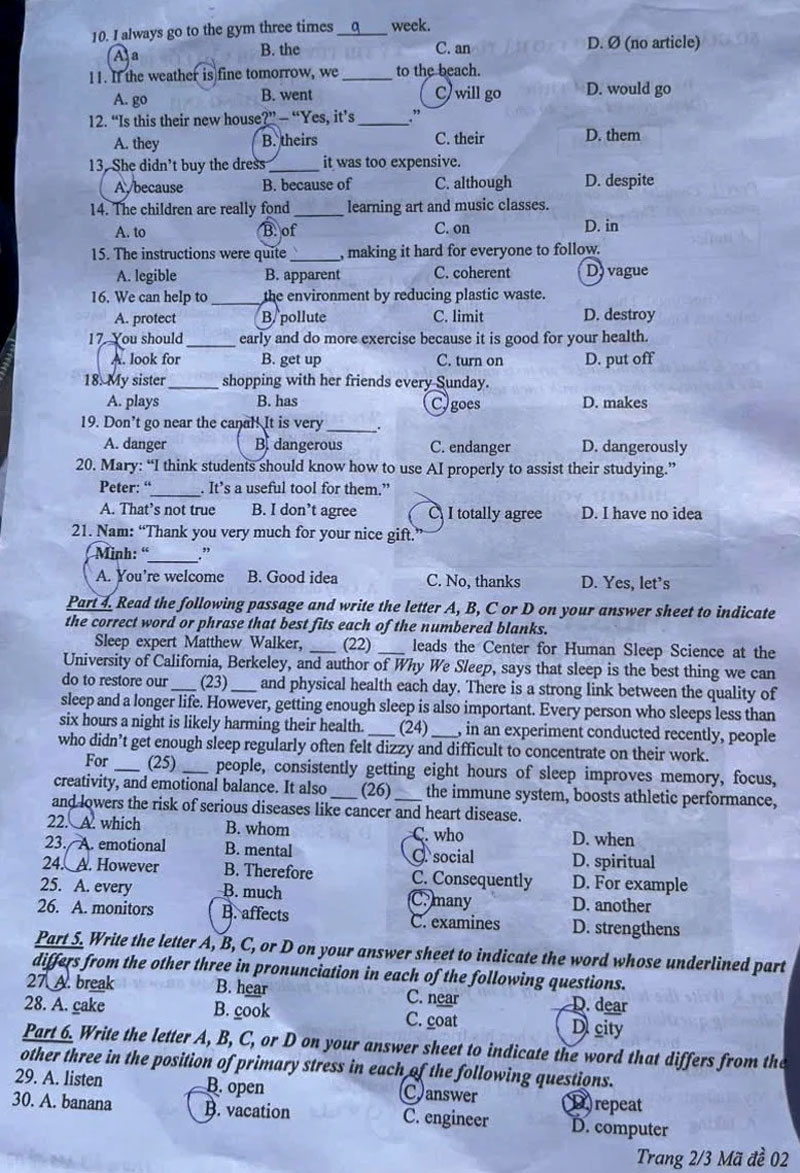 10. I always go to the gym three times __a__ week.
A. a B. the C. an D. Ø (no article)
11. If the weather is fine tomorrow, we ______ to the beach.
A. go B. went C. will go D. would go
12. “Is this their new house?” – “Yes, it’s ______.”
A. they B. theirs C. their D. them
13. She didn’t buy the dress ______ it was too expensive.
A. because B. because of C. although D. despite
14. The children are really fond ______ learning art and music classes.
A. to B. of C. on D. in
15. The instructions were quite ______, making it hard for everyone to follow.
A. legible B. apparent C. coherent D. vague
16. We can help to ______ the environment by reducing plastic waste.
A. protect B. pollute C. limit D. destroy
17. You should ______ early and do more exercise because it is good for your health.
A. look for B. get up C. turn on D. put off
18. My sister ______ shopping with her friends every Sunday.
A. plays B. has C. goes D. makes
19. Don’t go near the canal! It is very ______.
A. danger B. dangerous C. endanger D. dangerously
20. Mary: “I think students should know how to use AI properly to assist their studying.”
Peter: “______. It’s a useful tool for them.”
A. That’s not true B. I don’t agree C. I totally agree D. I have no idea
21. Nam: “Thank you very much for your nice gift.”
Minh: “______.”
A. You’re welcome B. Good idea C. No, thanks D. Yes, let’s
Part 4. Read the following passage and write the letter A, B, C or D on your answer sheet to indicate
the correct word or phrase that best fits each of the numbered blanks.
Sleep expert Matthew Walker, ___ (22) ___ leads the Center for Human Sleep Science at the
University of California, Berkeley, and author of Why We Sleep, says that sleep is the best thing we can
do to restore our ___ (23) ___ and physical health each day. There is a strong link between the quality of
sleep and a longer life. However, getting enough sleep is also important. Every person who sleeps less than
six hours a night is likely harming their health. ___ (24) ___, in an experiment conducted recently, people
who didn’t get enough sleep regularly often felt dizzy and difficult to concentrate on their work.
For ___ (25) ___ people, consistently getting eight hours of sleep improves memory, focus,
creativity, and emotional balance. It also ___ (26) ___ the immune system, boosts athletic performance,
and lowers the risk of serious diseases like cancer and heart disease.
22. A. which B. whom C. who D. when
23. A. emotional B. mental C. social D. spiritual
24. A. However B. Therefore C. Consequently D. For example
25. A. every B. much C. many D. another
26. A. monitors B. affects C. examines D. strengthens
Part 5. Write the letter A, B, C, or D on your answer sheet to indicate the word whose underlined part
differs from the other three in pronunciation in each of the following questions.
27. A. break B. hear C. near D. dear
28. A. cake B. cook C. coat D. city
Part 6. Write the letter A, B, C, or D on your answer sheet to indicate the word that differs from the
other three in the position of primary stress in each of the following questions.
29. A. listen B. open C. answer D. repeat
30. A. banana B. vacation C. engineer D. computer
Trang 2/3 Mã đề 02